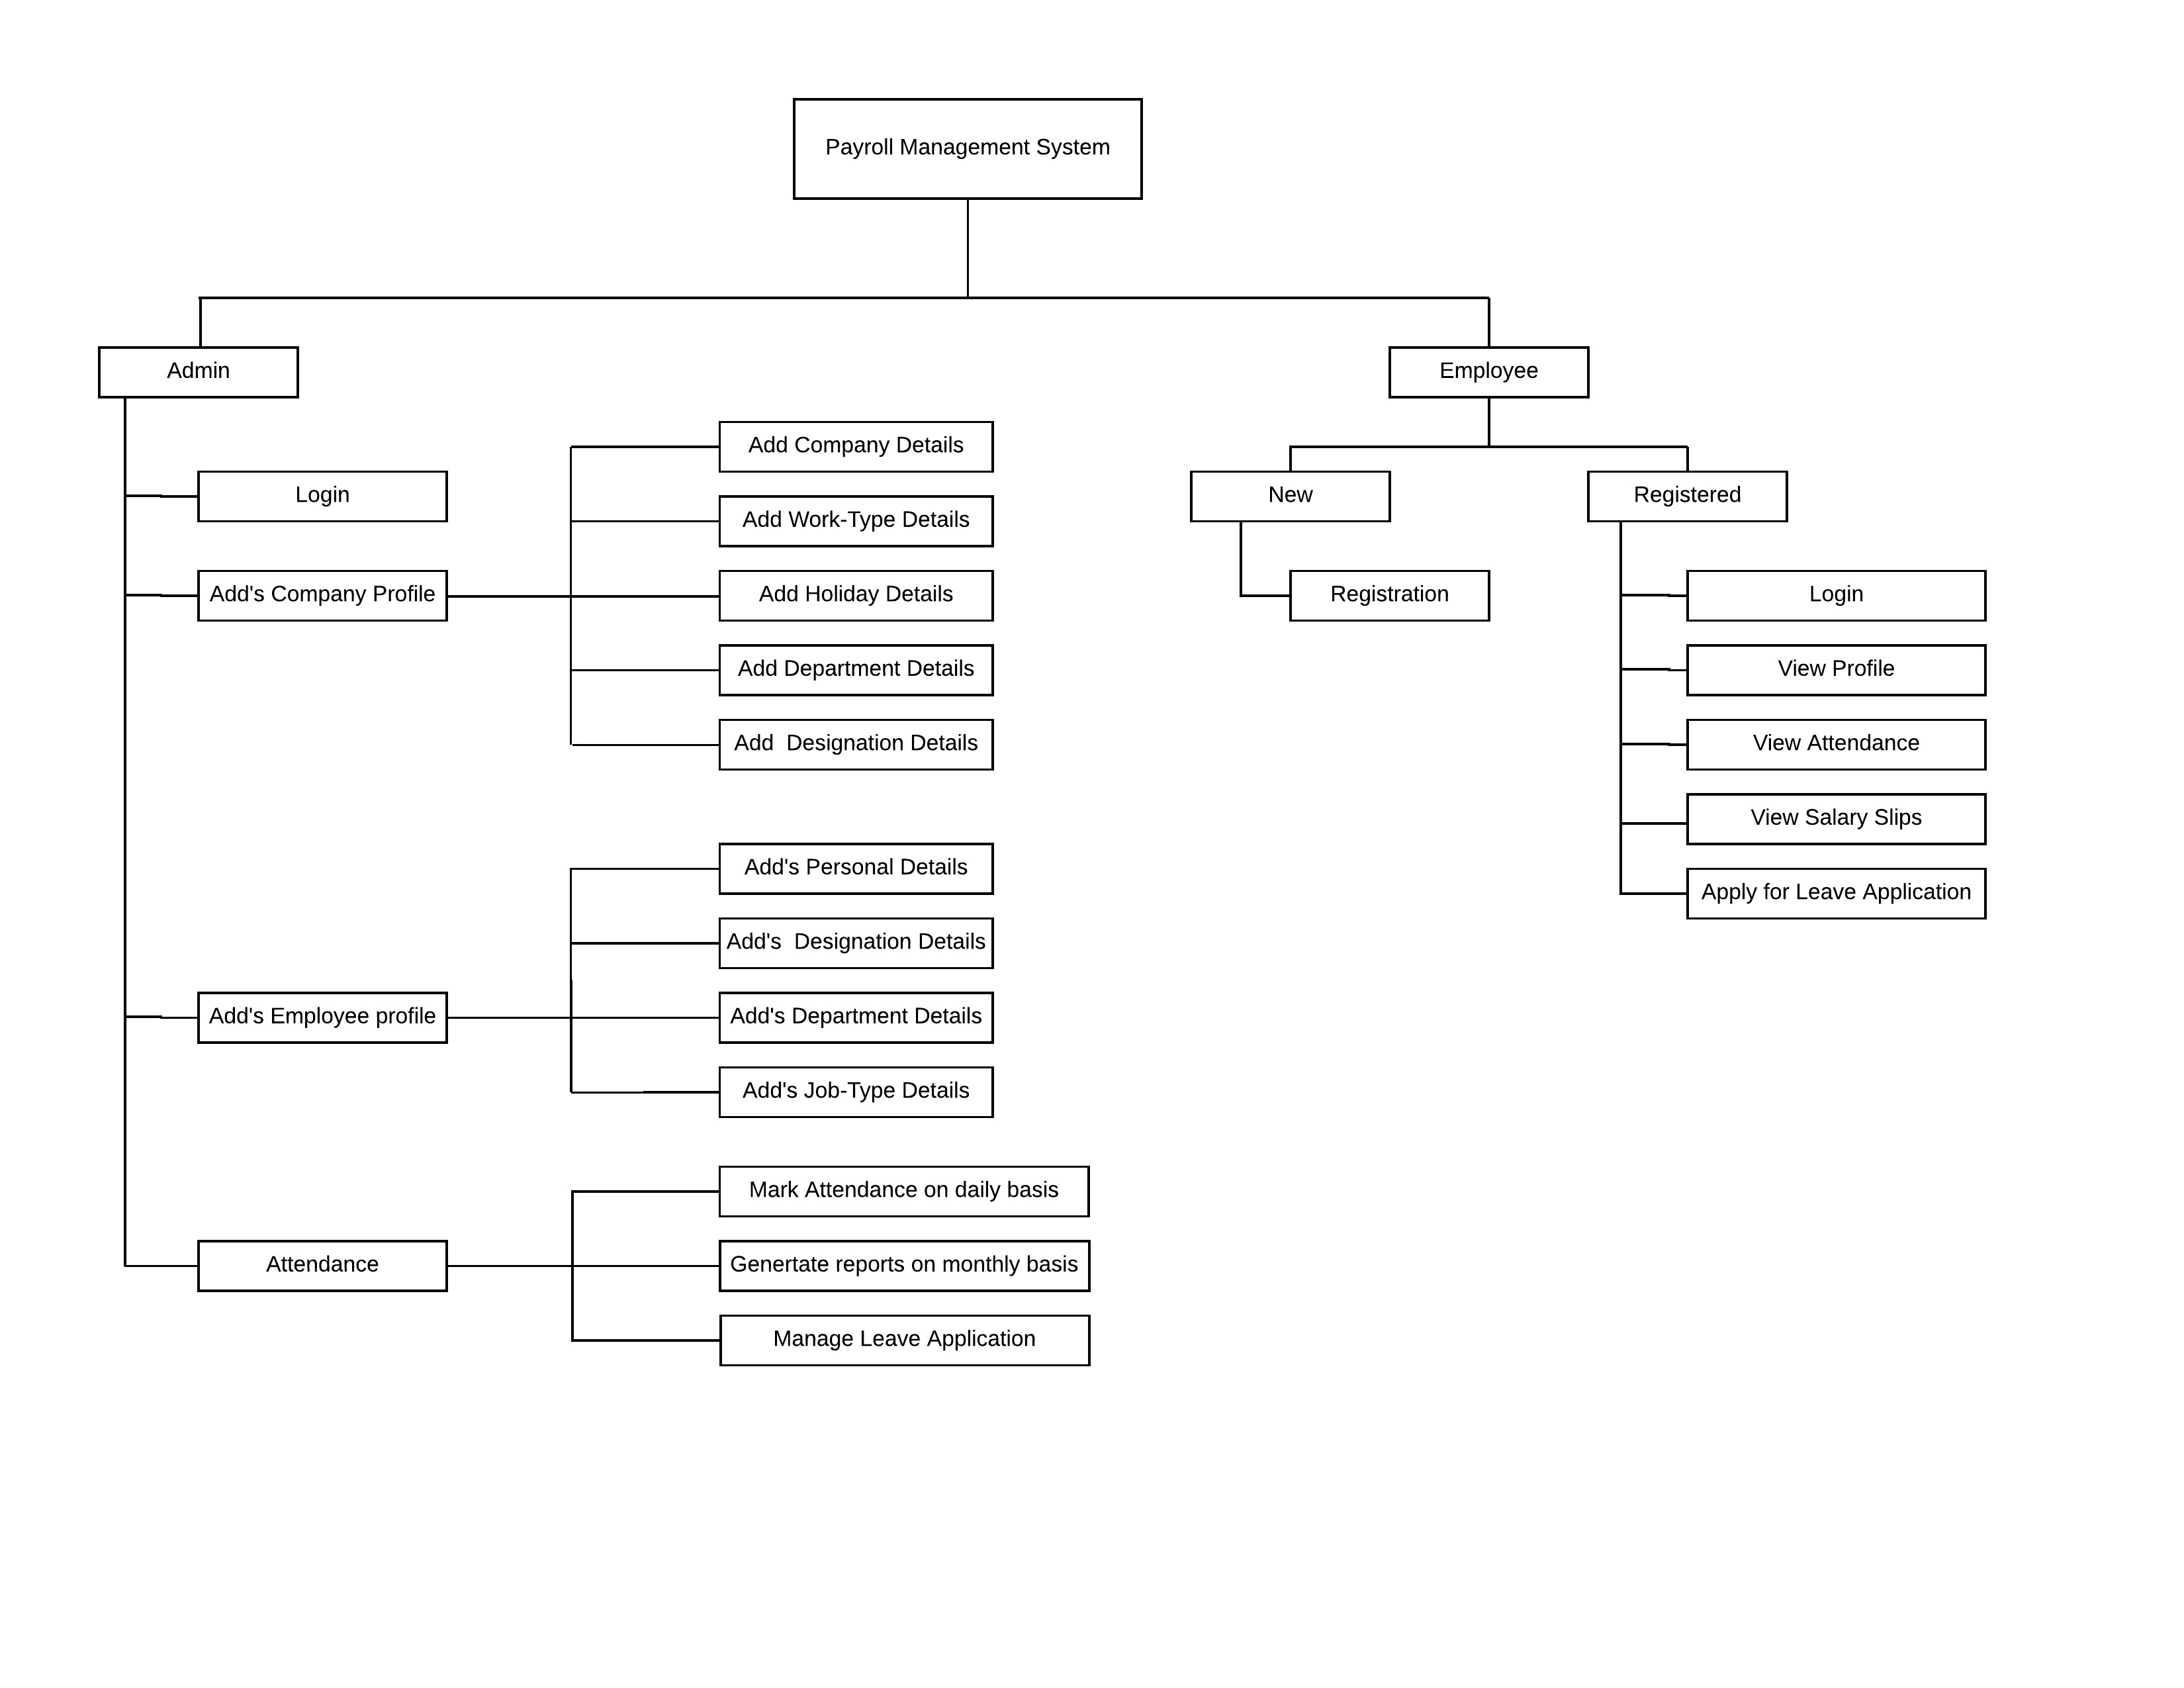 Payroll Management System
Admin
Employee
Login
Add's Company Profile
Add Company Details
Add Work-Type Details
Add Holiday Details
Add Department Details
Add  Designation Details
Add's Employee profile
Add's Personal Details
Add's  Designation Details
Add's Department Details
Add's Job-Type Details
Attendance
Mark Attendance on daily basis
Genertate reports on monthly basis
Manage Leave Application
New
Registration
Registered
Login
View Profile
View Attendance
View Salary Slips
Apply for Leave Application